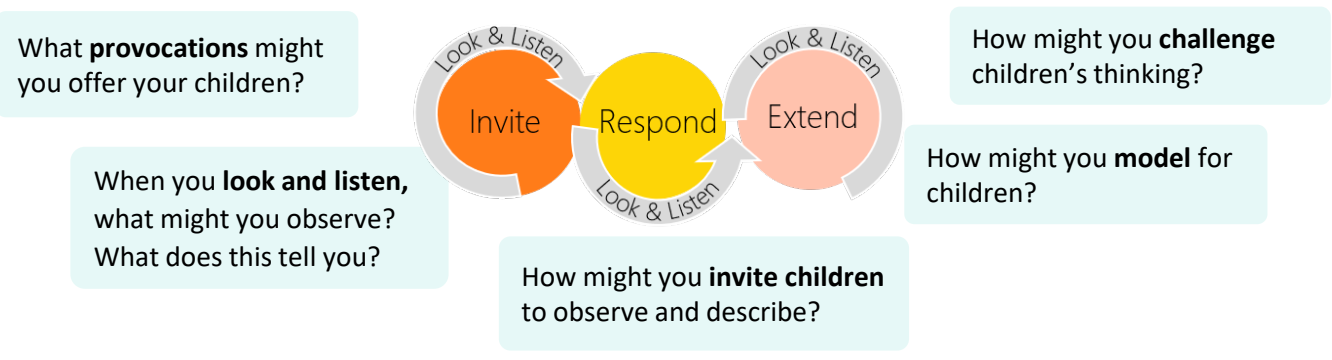 What provocations might
you offer your children?
When you look and listen,
what might you observe?
What does this tell you?
Look & Listen
Invite
Look & Listen
Respond
Look & Listen
Extend
How might you invite children
to observe and describe?
How might you challenge
children’s thinking?
How might you model for
children?